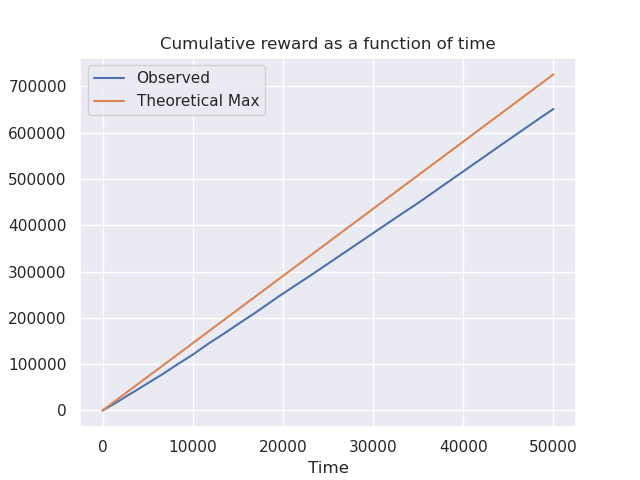 Cumulative reward as a function of time
Observed
Theoretical Max
700000
600000
500000
400000
300000
200000
100000
0
0 10000 20000 30000 40000 50000
Time